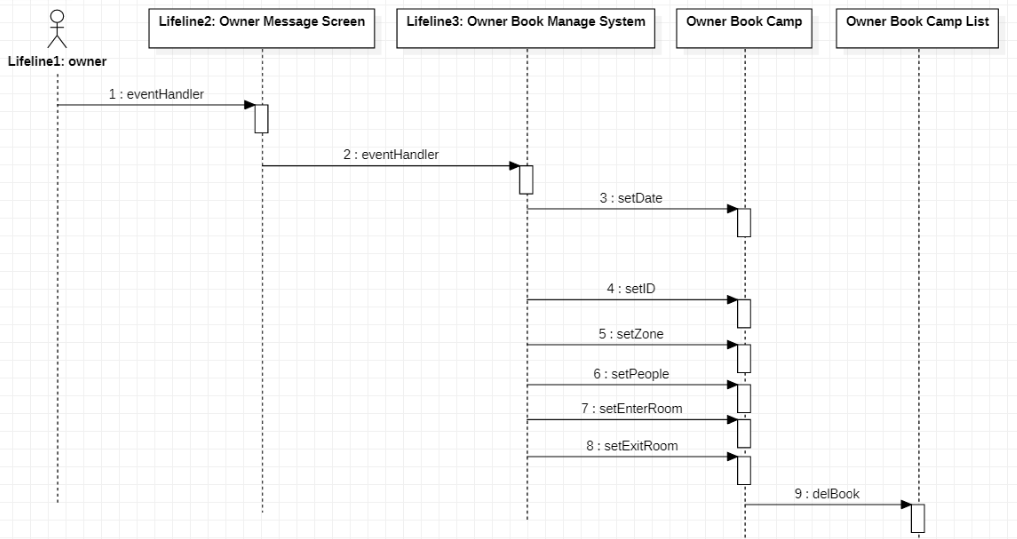 Lifeline1: owner
Lifeline2: Owner Message Screen
Lifeline3: Owner Book Manage System
Owner Book Camp
Owner Book Camp List
1 : eventHandler
2 : eventHandler
3 : setDate
4 : setID
5 : setZone
6 : setPeople
7 : setEnterRoom
8 : setExitRoom
9 : delBook